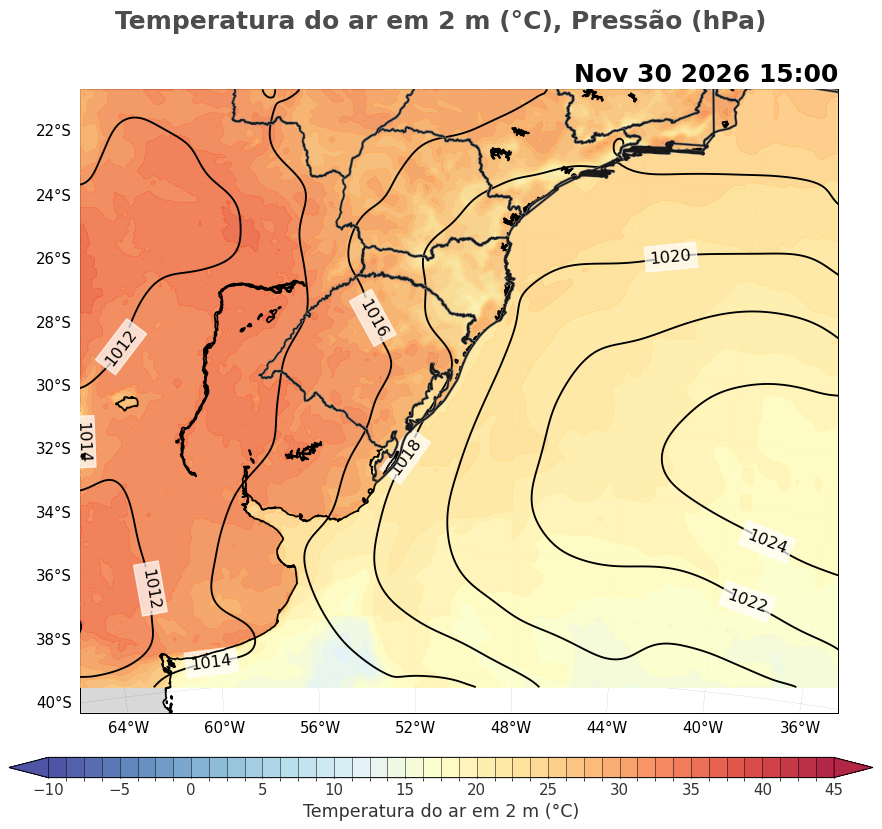 Temperatura do ar em 2 m (°C), Pressão (hPa)
Nov 30 2026 15:00
22°S
24°S
26°S
28°S
30°S
32°S
34°S
36°S
38°S
40°S
1020
1016
1012
1014
1018
1024
1012
1022
1014
64°W
60°W
56°W
52°W
48°W
44°W
40°W
36°W
−10
−5
0
5
10
15
20
25
30
35
40
45
Temperatura do ar em 2 m (°C)